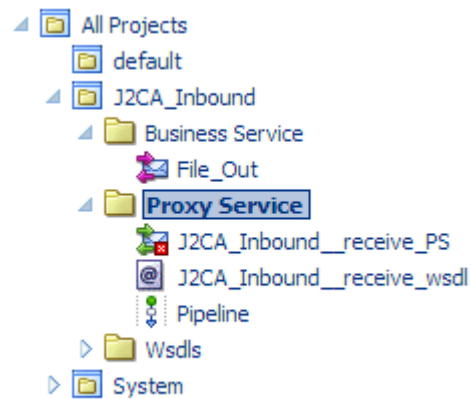 All Projects
default
J2CA_Inbound
Business Service
File_Out
Proxy Service
J2CA_Inbound__receive_PS
J2CA_Inbound__receive_wsdl
Pipeline
Wsdls
System